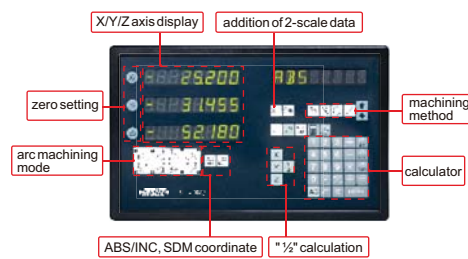 X/Y/Z axis display
addition of 2-scale data
25.200
ABS
31.455
52.180
zero setting
machining
method
arc machining
mode
calculator
ABS/INC, SDM coordinate
"½" calculation